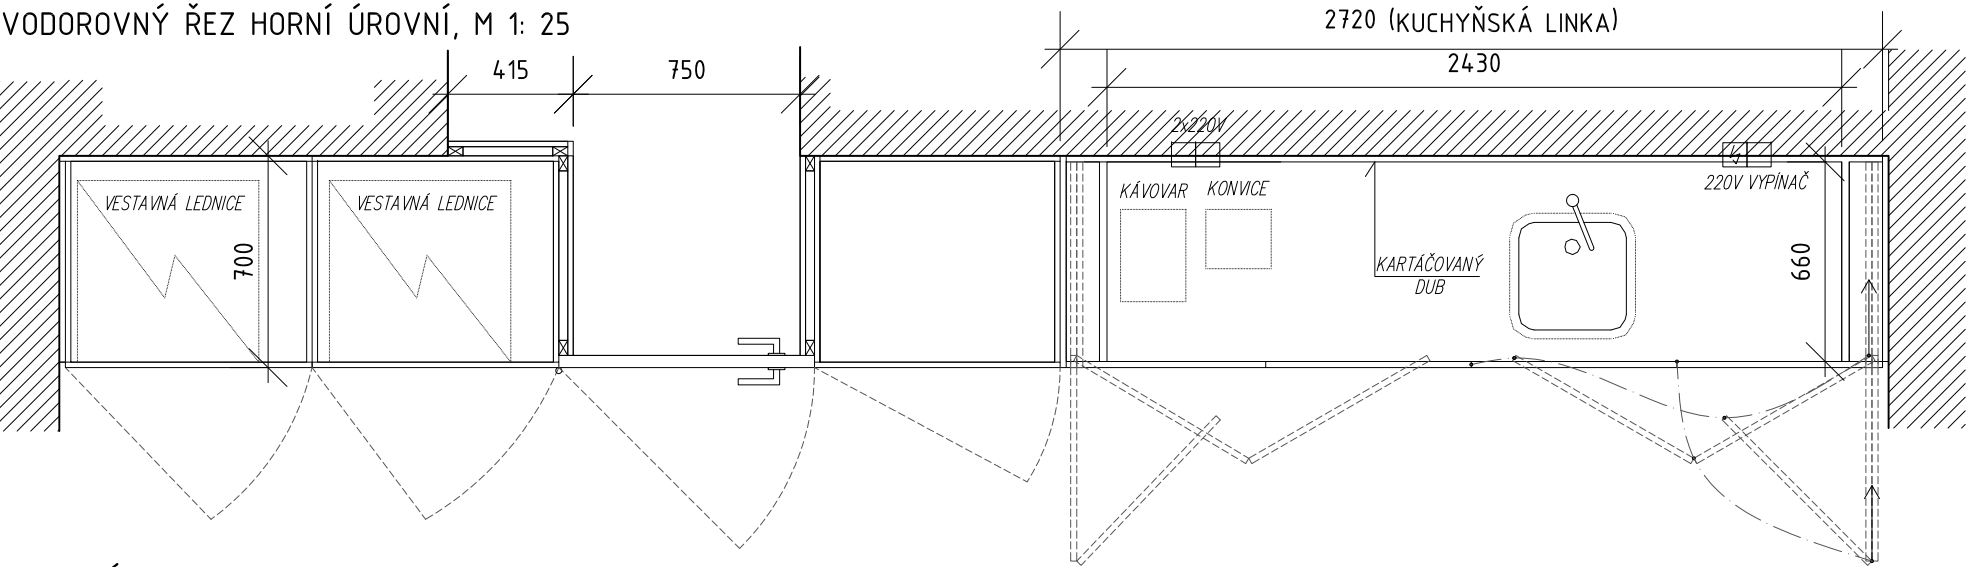 VODOROVNÝ ŘEZ HORNÍ ÚROVNÍ, M 1: 25
2720 (KUCHYŇSKÁ LINKA)
415
750
2430
2x220V
220V VYPÍNAČ
VESTAVNÁ LEDNICE
VESTAVNÁ LEDNICE
KÁVOVAR
KONVICE
700
660
KARTÁČOVANÝ
DUB